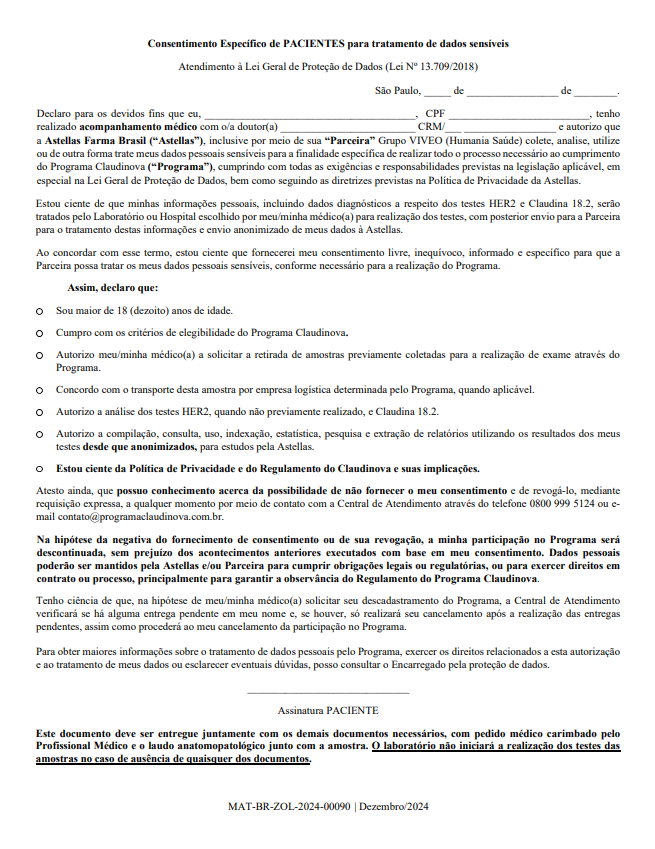 Consentimento Específico de PACIENTES para tratamento de dados sensíveis
Atendimento à Lei Geral de Proteção de Dados (Lei Nº 13.709/2018)
São Paulo, _____ de _________________ de ________.
Declaro para os devidos fins que eu, _______________________________________, CPF __________________________, tenho
realizado acompanhamento médico com o/a doutor(a) _________________________ CRM/___ _________________ e autorizo que
a Astellas Farma Brasil (“Astellas”), inclusive por meio de sua “Parceira” Grupo VIVEO (Humania Saúde) colete, analise, utilize
ou de outra forma trate meus dados pessoais sensíveis para a finalidade específica de realizar todo o processo necessário ao cumprimento
do Programa Claudinova (“Programa”), cumprindo com todas as exigências e responsabilidades previstas na legislação aplicável, em
especial na Lei Geral de Proteção de Dados, bem como seguindo as diretrizes previstas na Política de Privacidade da Astellas.
Estou ciente de que minhas informações pessoais, incluindo dados diagnósticos a respeito dos testes HER2 e Claudina 18.2, serão
tratados pelo Laboratório ou Hospital escolhido por meu/minha médico(a) para realização dos testes, com posterior envio para a Parceira
para o tratamento destas informações e envio anonimizado de meus dados à Astellas.
Ao concordar com esse termo, estou ciente que fornecerei meu consentimento livre, inequívoco, informado e específico para que a
Parceira possa tratar os meus dados pessoais sensíveis, conforme necessário para a realização do Programa.
Assim, declaro que:
Sou maior de 18 (dezoito) anos de idade.
Cumpro com os critérios de elegibilidade do Programa Claudinova.
Autorizo meu/minha médico(a) a solicitar a retirada de amostras previamente coletadas para a realização de exame através do
Programa.
Concordo com o transporte desta amostra por empresa logística determinada pelo Programa, quando aplicável.
Autorizo a análise dos testes HER2, quando não previamente realizado, e Claudina 18.2.
Autorizo a compilação, consulta, uso, indexação, estatística, pesquisa e extração de relatórios utilizando os resultados dos meus
testes desde que anonimizados, para estudos pela Astellas.
Estou ciente da Política de Privacidade e do Regulamento do Claudinova e suas implicações.
Atesto ainda, que possuo conhecimento acerca da possibilidade de não fornecer o meu consentimento e de revogá-lo, mediante
requisição expressa, a qualquer momento por meio de contato com a Central de Atendimento através do telefone 0800 999 5124 ou e-
mail contato@programaclaudinova.com.br.
Na hipótese da negativa do fornecimento de consentimento ou de sua revogação, a minha participação no Programa será
descontinuada, sem prejuízo dos acontecimentos anteriores executados com base em meu consentimento. Dados pessoais
poderão ser mantidos pela Astellas e/ou Parceira para cumprir obrigações legais ou regulatórias, ou para exercer direitos em
contrato ou processo, principalmente para garantir a observância do Regulamento do Programa Claudinova.
Tenho ciência de que, na hipótese de meu/minha médico(a) solicitar seu descadastramento do Programa, a Central de Atendimento
verificará se há alguma entrega pendente em meu nome e, se houver, só realizará seu cancelamento após a realização das entregas
pendentes, assim como procederá ao meu cancelamento da participação no Programa.
Para obter maiores informações sobre o tratamento de dados pessoais pelo Programa, exercer os direitos relacionados a esta autorização
e ao tratamento de meus dados ou esclarecer eventuais dúvidas, posso consultar o Encarregado pela proteção de dados.
______________________________
Assinatura PACIENTE
Este documento deve ser entregue juntamente com os demais documentos necessários, com pedido médico carimbado pelo
Profissional Médico e o laudo anatomopatológico junto com a amostra. O laboratório não iniciará a realização dos testes das
amostras no caso de ausência de quaisquer dos documentos.
MAT-BR-ZOL-2024-00090 | Dezembro/2024